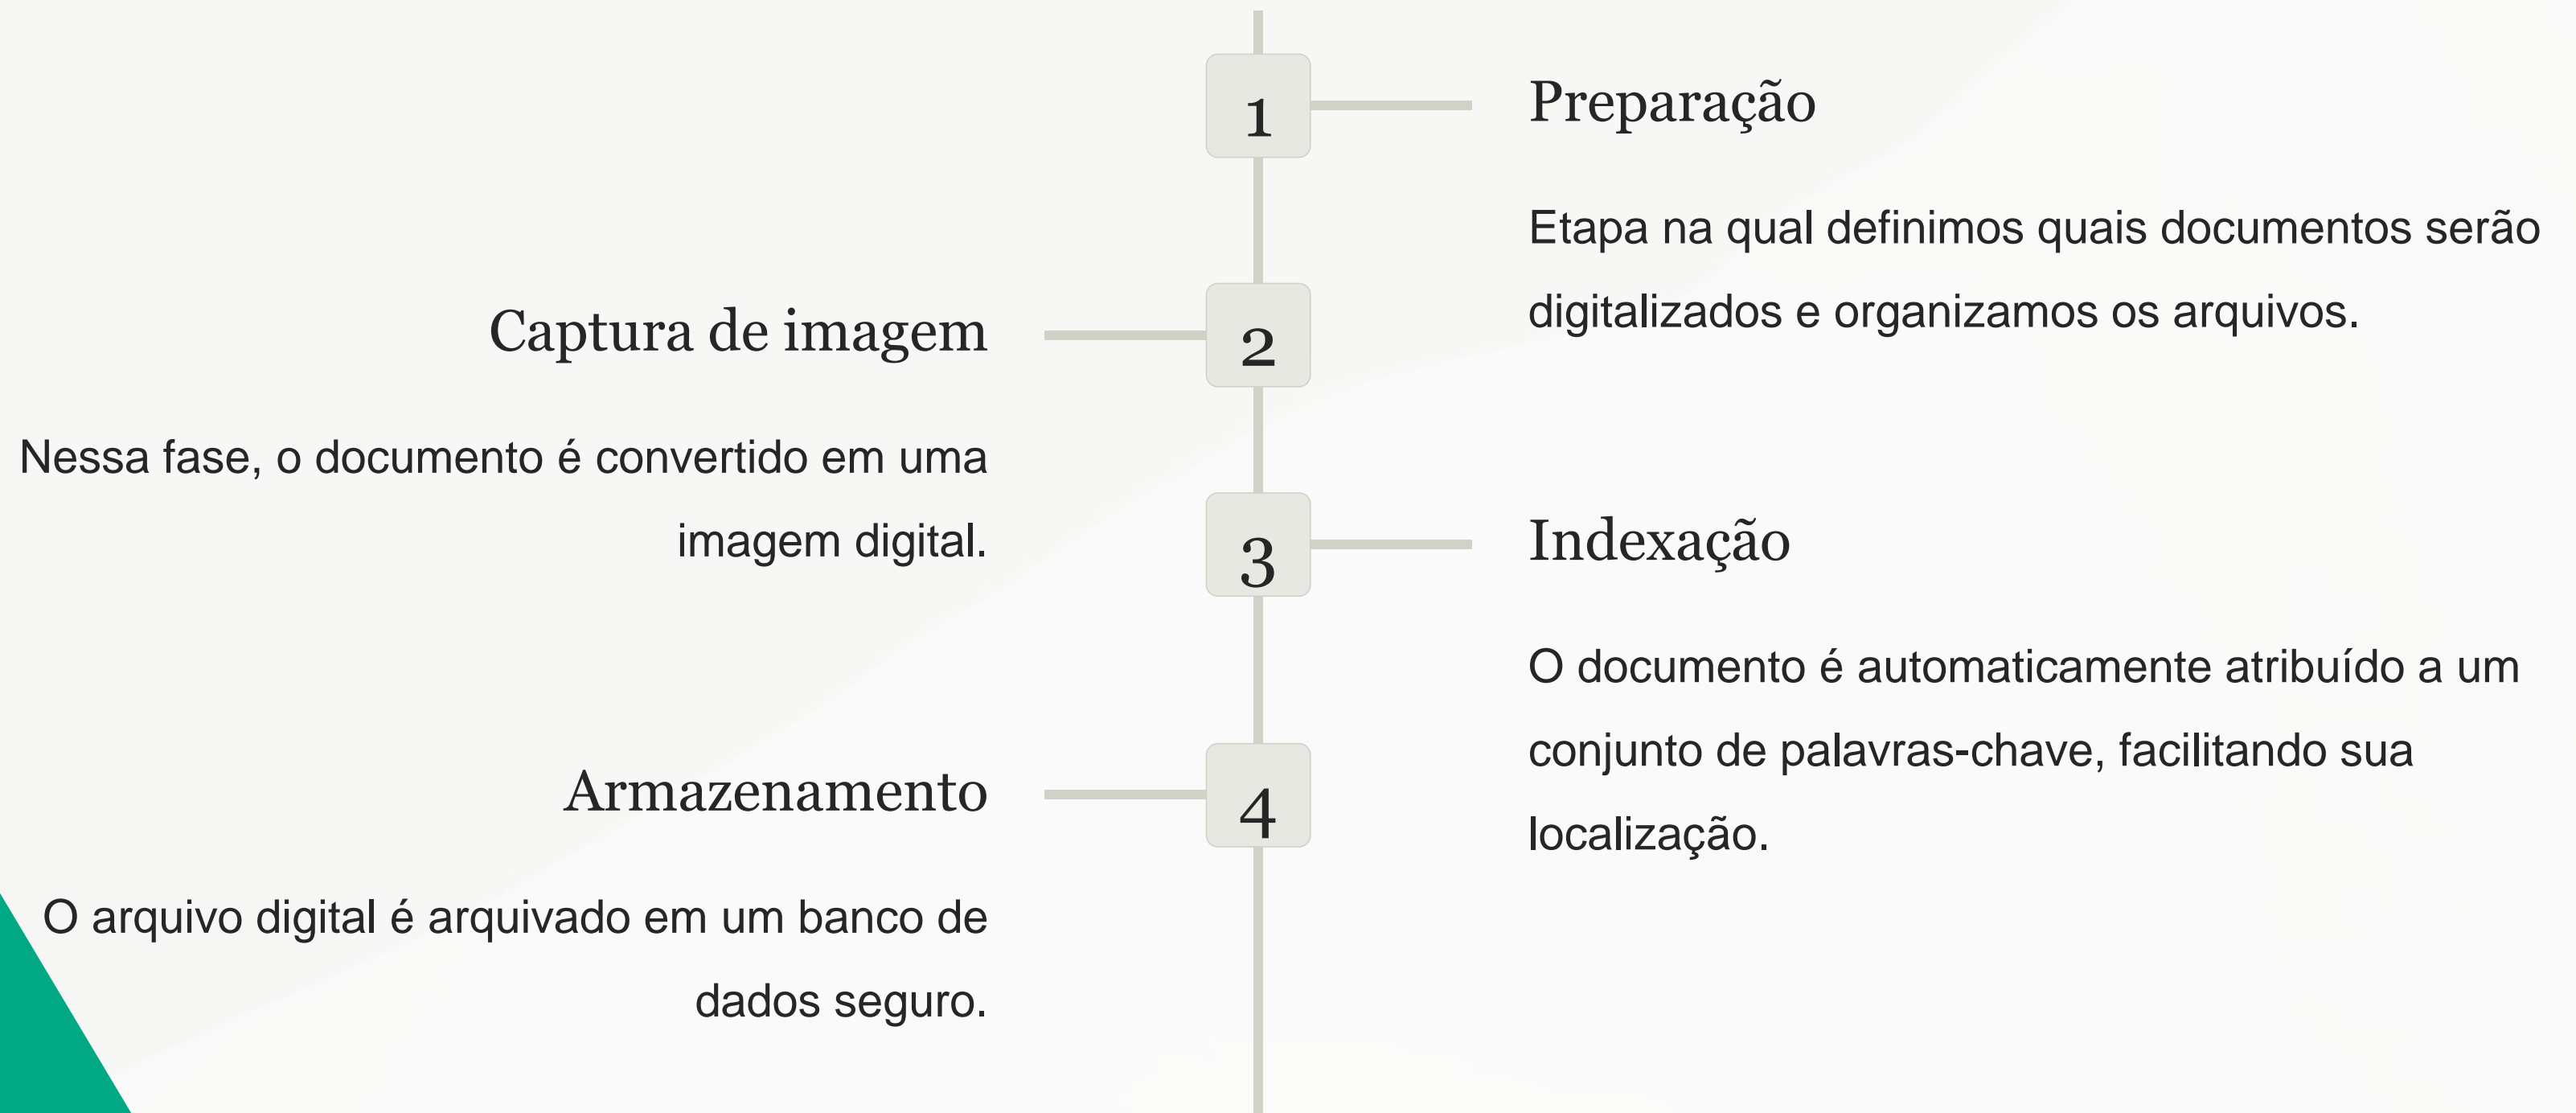 1
Preparação
Etapa na qual definimos quais documentos serão
digitalizados e organizamos os arquivos.
2
Captura de imagem
Nessa fase, o documento é convertido em uma
imagem digital.
3
Indexação
O documento é automaticamente atribuído a um
conjunto de palavras-chave, facilitando sua
localização.
4
Armazenamento
O arquivo digital é arquivado em um banco de
dados seguro.